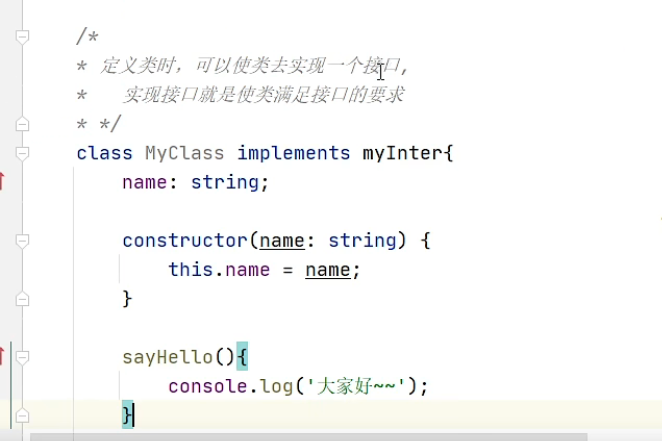 /*
* 定义类时，可以使类去实现一个接口，
*   实现接口就是使类满足接口的要求
* */
class MyClass implements myInter{
    name: string;

    constructor(name: string) {
        this.name = name;
    }

    sayHello(){
        console.log('大家好~~');
    }